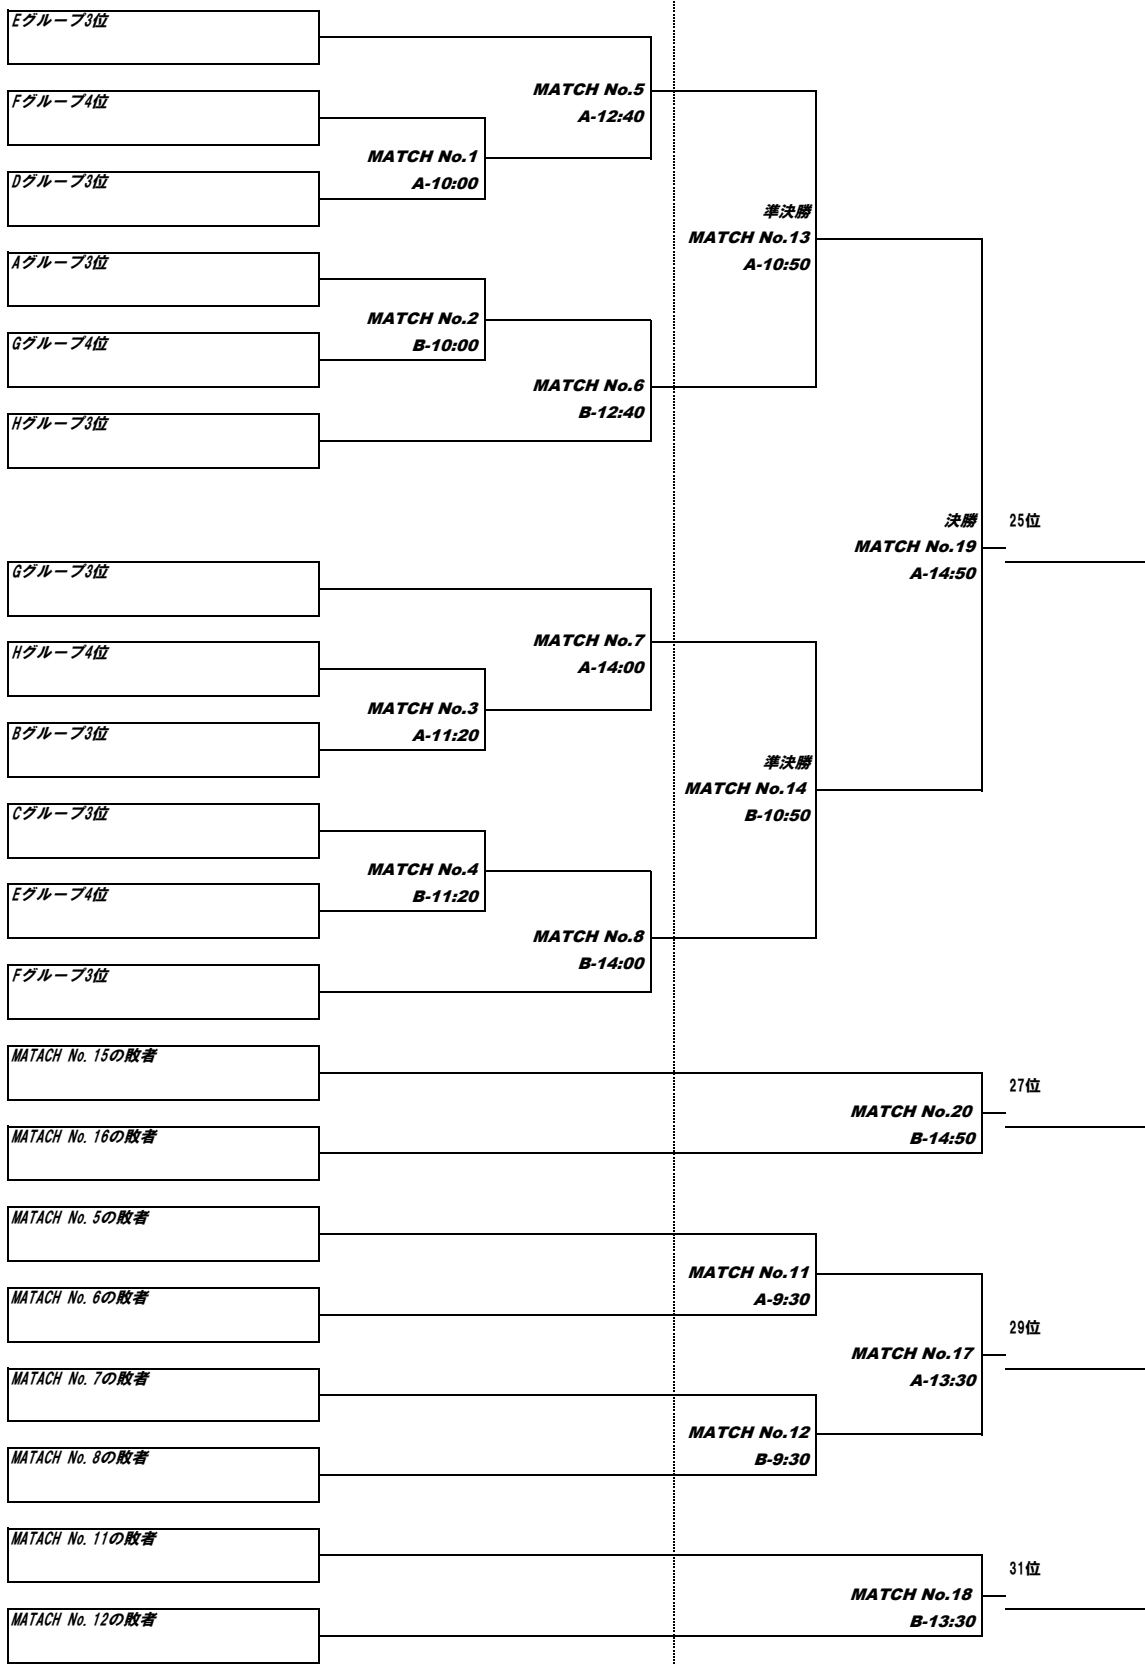 Eグループ3位
MATCH No.5
A-12:40
Fグループ4位
MATCH No.1
A-10:00
Dグループ3位
準決勝
MATCH No.13
A-10:50
Aグループ3位
MATCH No.2
B-10:00
Gグループ4位
MATCH No.6
B-12:40
Hグループ3位
決勝
25位
MATCH No.19
A-14:50
Gグループ3位
MATCH No.7
A-14:00
Hグループ4位
MATCH No.3
A-11:20
Bグループ3位
準決勝
MATCH No.14
B-10:50
Cグループ3位
MATCH No.4
B-11:20
Eグループ4位
MATCH No.8
B-14:00
Fグループ3位
MATACH No.15の敗者
27位
MATCH No.20
B-14:50
MATACH No.16の敗者
MATACH No.5の敗者
MATCH No.11
A-9:30
MATACH No.6の敗者
29位
MATCH No.17
A-13:30
MATACH No.7の敗者
MATCH No.12
B-9:30
MATACH No.8の敗者
MATACH No.11の敗者
31位
MATCH No.18
B-13:30
MATACH No.12の敗者